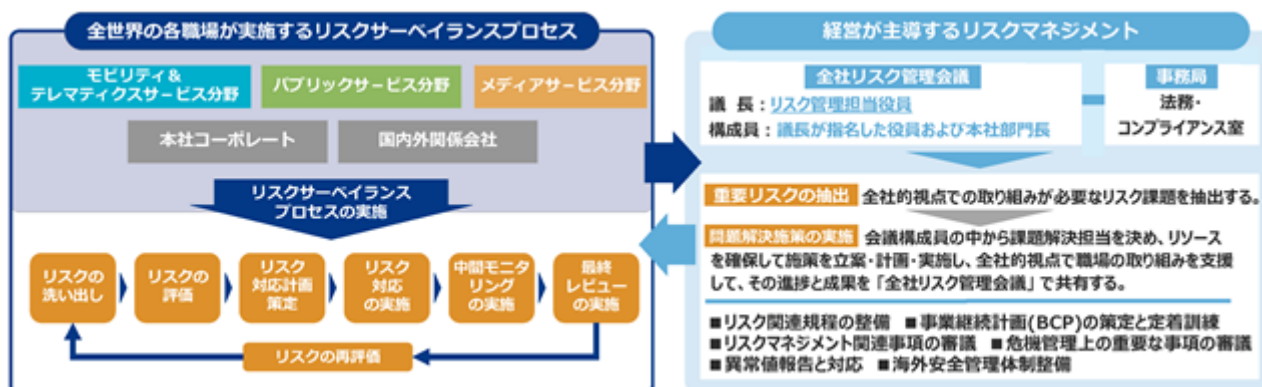 全世界の各職場が実施するリスクサーベイランスプロセス
モビリティ&
テレマティクスサービス分野
パブリックサービス分野
メディアサービス分野
本社コーポレート
国内外関係会社
リスクサーベイランス
プロセスの実施
リスクの
洗い出し
リスクの
評価
リスク
対応計画
策定
リスク
対応
の実施
中間モニタ
リング
の実施
最終
レビュー
の実施
リスクの再評価
経営が主導するリスクマネジメント
全社リスク管理会議
議 長:リスク管理担当役員
構成員:議長が指名した役員および本社部門長
事務局
法務・
コンプライアンス室
重要リスクの抽出 全社的視点での取り組みが必要なリスク課題を抽出する。
問題解決施策の実施 会議構成員の中から課題解決担当を決め、リソース
を確保して施策を立案・計画・実施し、全社的視点で職場の取り組みを支援
して、その進捗と成果を「全社リスク管理会議」で共有する。
■リスク関連規程の整備 ■事業継続計画(BCP)の策定と定着訓練
■リスクマネジメント関連事項の審議 ■危機管理上の重要な事項の審議
■異常値報告と対応 ■海外安全管理体制整備